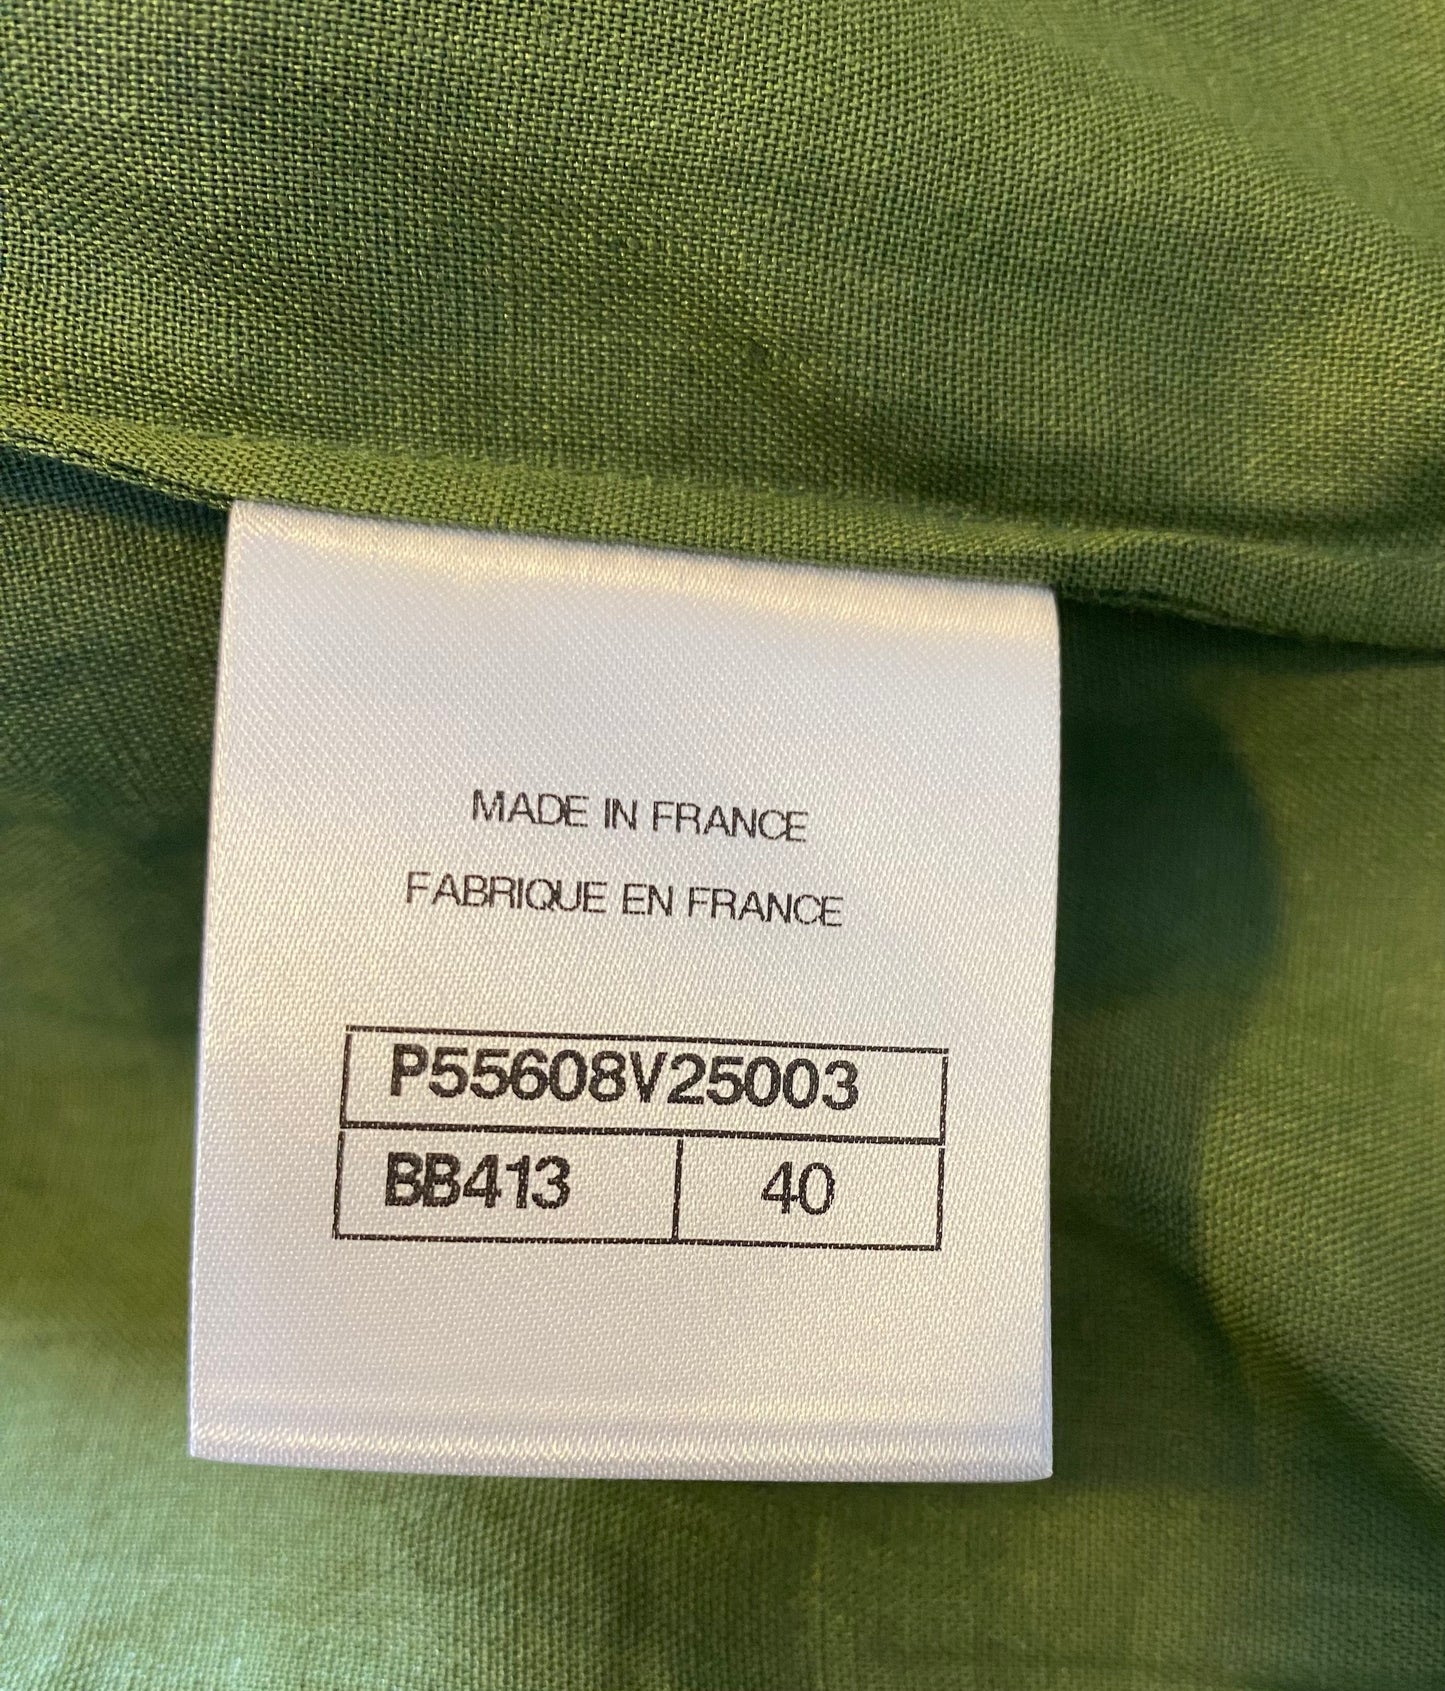 MADE IN FRANCE
FABRIQUE EN FRANCE
P55608V25003
BB413 40